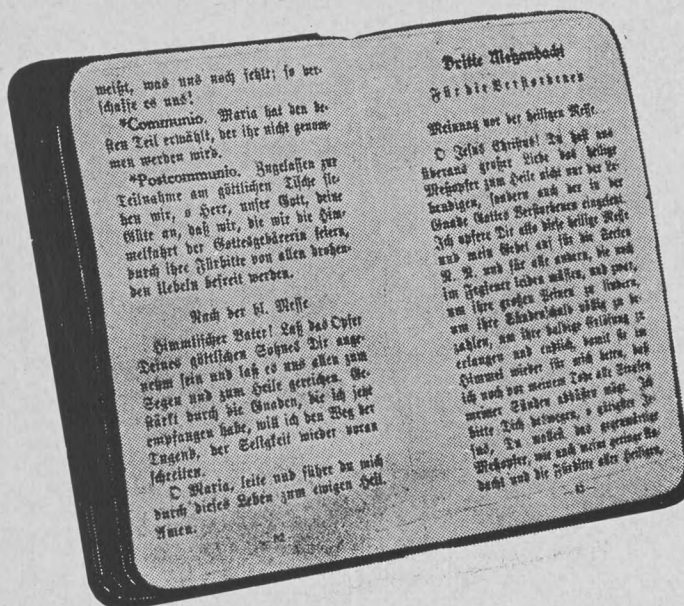 weißt, was uns noch fehlt; so ver-
schaffe es uns!
*Communio. Maria hat den be-
sten Teil erwählt, der ihr nicht genom-
men werden wird.
*Postcommunio. Zugelassen zur
Teilnahme am göttlichen Tische fle-
hen wir, o Herr, unser Gott, deine
Güte an, daß wir, die wir die Him-
melfahrt der Gottesgebärerin feiern,
durch ihre Fürbitte von allen drohen-
den Uebeln befreit werden.
Nach der hl. Messe
Himmlischer Vater! Laß das Opfer
Deines göttlichen Sohnes Dir ange-
nehm sein und laß es uns allen zum
Segen und zum Heile gereichen. Ge-
stärkt durch die Gnaden, die ich jetzt
empfangen habe, will ich den Weg der
Tugend, der Seligkeit wieder voran
schreiten.
O Maria, leite und führe du mich
durch dieses Leben zum ewigen Heil.
Amen.
— 82 —
Dritte Meßandacht
Für die Verstorbenen
Meinung vor der heiligen Messe.
O Jesus Christus! Du hast aus
überaus großer Liebe das heilige
Meßopfer zum Heile nicht nur der Le-
bendigen, sondern auch der in der
Gnade Gottes Verstorbenen eingesetzt.
Ich opfere Dir also diese heilige Messe
und mein Gebet auf für die Seelen
N. N. und für alle andern, die noch
im Fegfeuer leiden müssen, und zwar,
um ihre großen Peinen zu lindern,
um ihre Sündenschuld völlig zu be-
zahlen, um ihre baldige Erlösung zu
erlangen und endlich, damit sie im
Himmel wieder für mich beten, daß
ich noch vor meinem Tode alle Strafen
meiner Sünden abbüßen möge. Ich
bitte Dich deswegen, o gütigster Je-
sus, Du wollest das gegenwärtige
Meßopfer, wie auch meine geringe An-
dacht und die Fürbitte aller Heiligen,
— 83 —